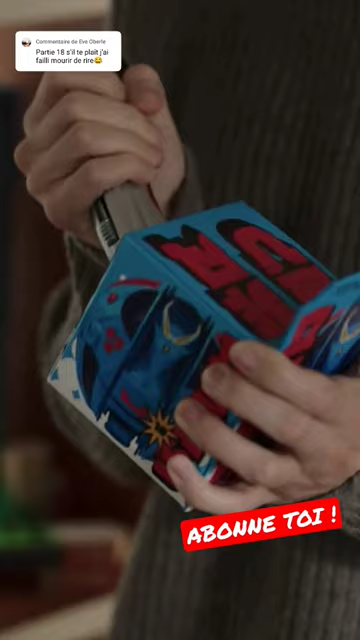 Commentaire de Eve Oberle
Partie 18 s'il te plait j'ai
failli mourir de rire😂
ABONNE TOI !